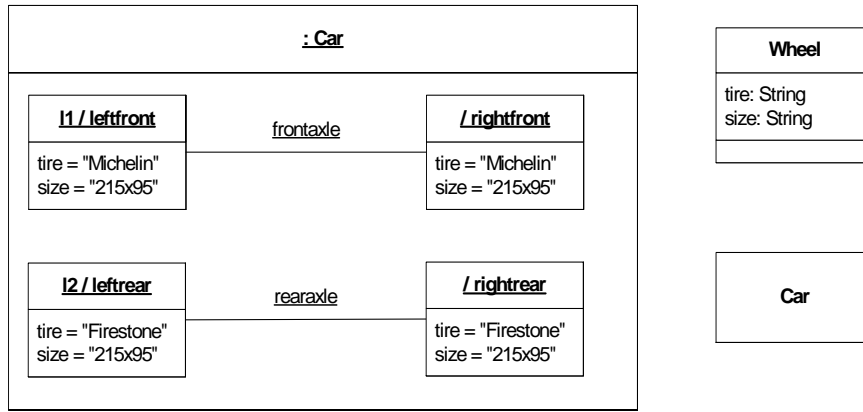 : Car
l1 / leftfront
tire = "Michelin"
size = "215x95"
frontaxle
/ rightfront
tire = "Michelin"
size = "215x95"
l2 / leftrear
tire = "Firestone"
size = "215x95"
rearaxle
/ rightrear
tire = "Firestone"
size = "215x95"
Wheel
tire: String
size: String
Car